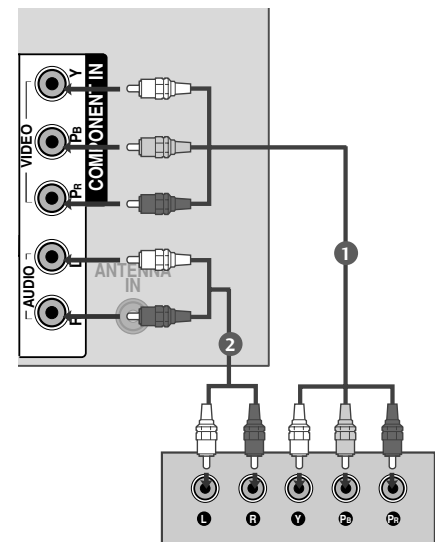 VIDEO
AUDIO
Y
PB
PR
L
R
COMPONENT IN
ANTENNA
IN
1
2
L
R
Y
PB
PR